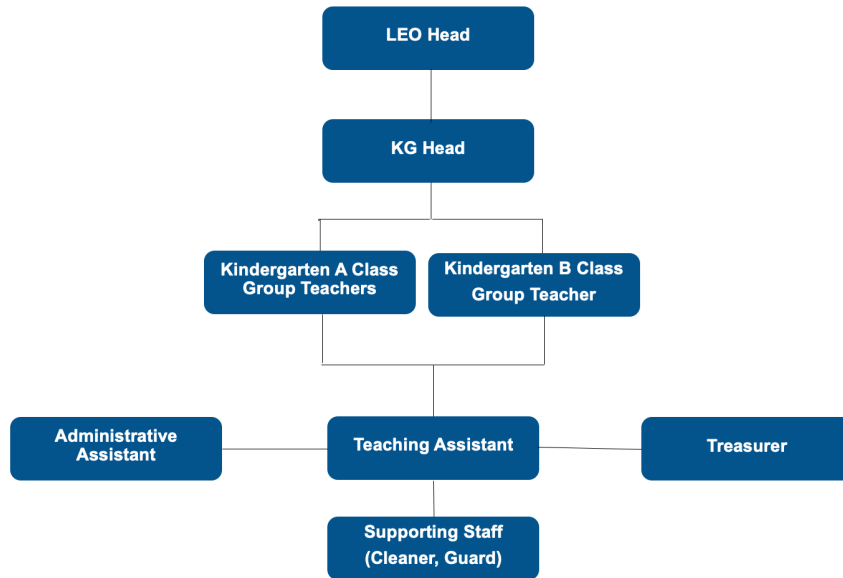 LEO Head
KG Head
Kindergarten A Class
Group Teachers
Kindergarten B Class
Group Teacher
Administrative
Assistant
Teaching Assistant
Treasurer
Supporting Staff
(Cleaner, Guard)